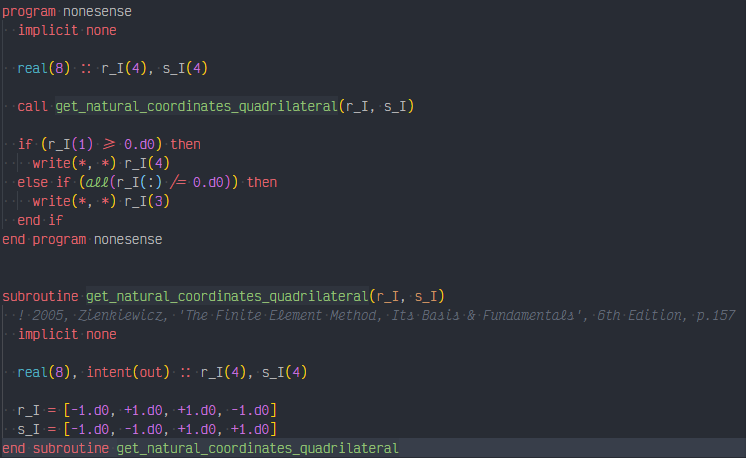 program nonesense
implicit none
real(8) :: r_I(4), s_I(4)
call get_natural_coordinates_quadrilateral(r_I, s_I)
if (r_I(1) >= 0.d0) then
write(*, *) r_I(4)
else if (all(r_I(:) /= 0.d0)) then
write(*, *) r_I(3)
end if
end program nonesense
subroutine get_natural_coordinates_quadrilateral(r_I, s_I)
! 2005, Zienkiewicz, 'The Finite Element Method, Its Basis & Fundamentals', 6th Edition, p.157
implicit none
real(8), intent(out) :: r_I(4), s_I(4)
r_I = [-1.d0, +1.d0, +1.d0, -1.d0]
s_I = [-1.d0, -1.d0, +1.d0, +1.d0]
end subroutine get_natural_coordinates_quadrilateral